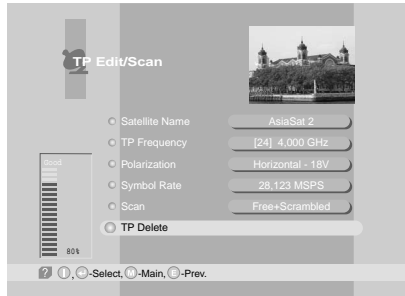 TP Edit/Scan
Satellite Name AsiaSat 2
TP Frequency [24] 4,000 GHz
Polarization Horizontal - 18V
Symbol Rate 28,123 MSPS
Scan Free+Scrambled
TP Delete
Good
80%
? I , -Select, M -Main, E -Prev.